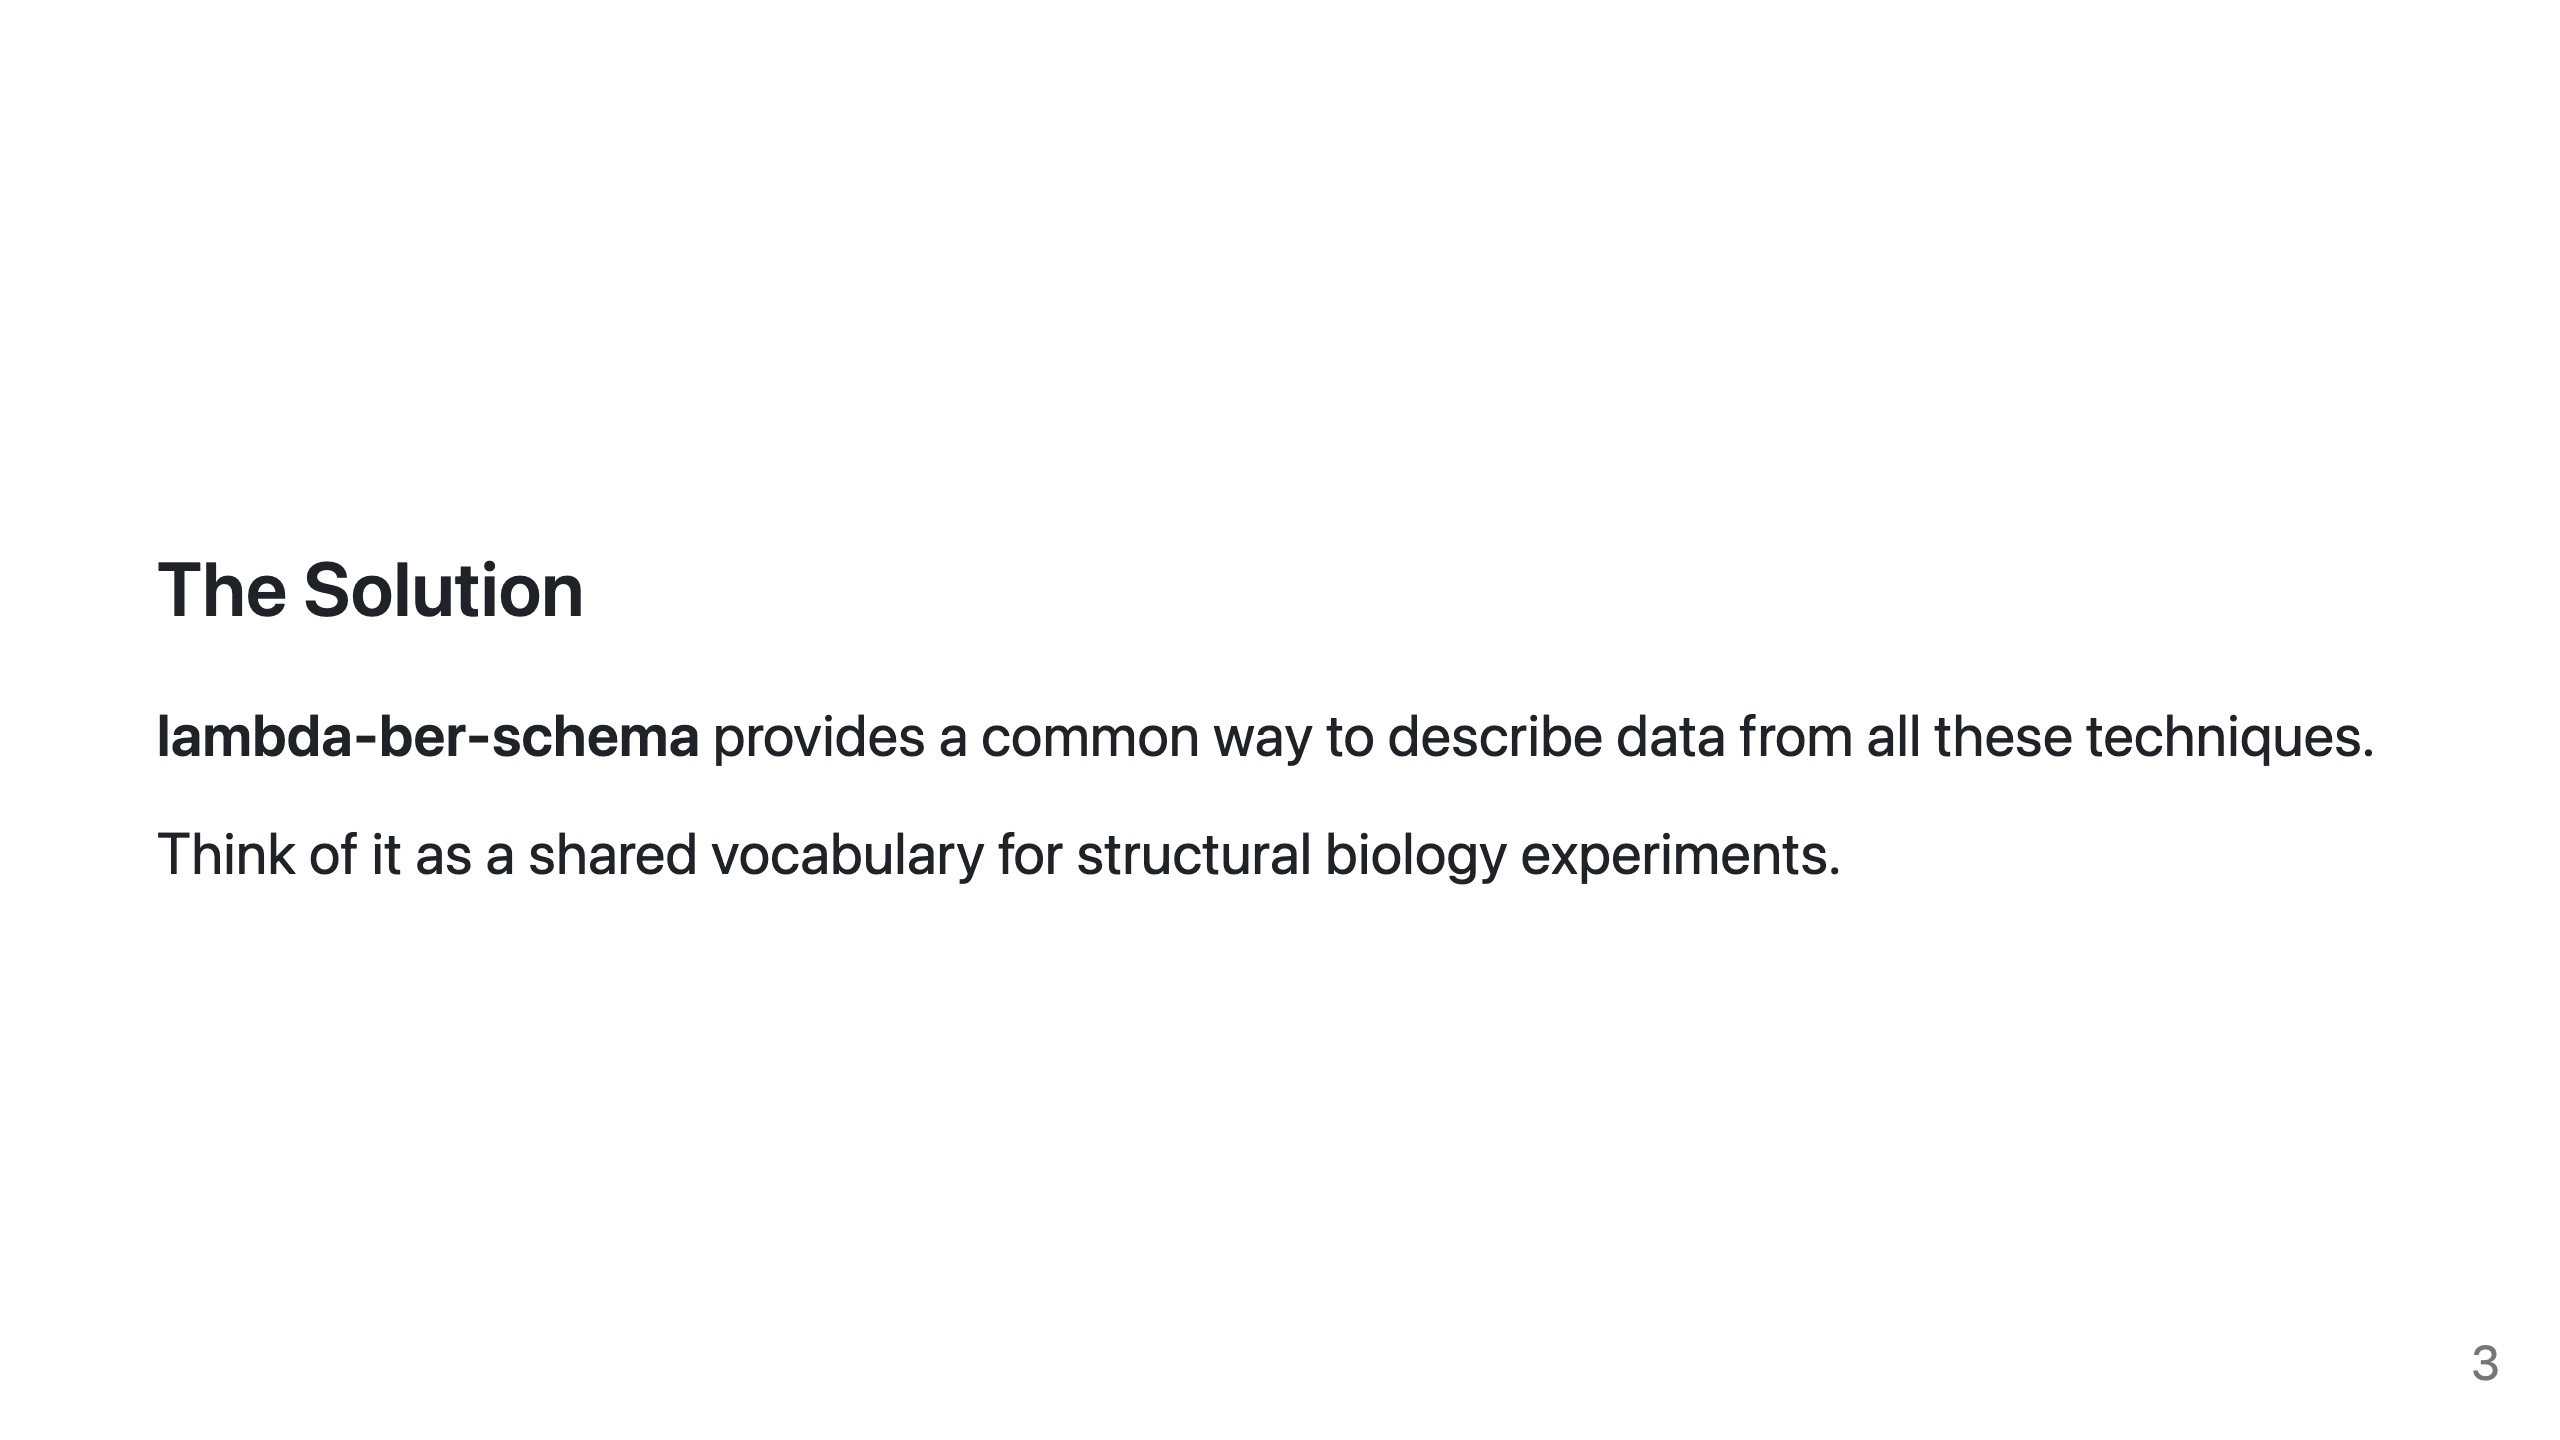 The Solution
lambda-ber-schema provides a common way to describe data from all these techniques.
Think of it as a shared vocabulary for structural biology experiments.
3